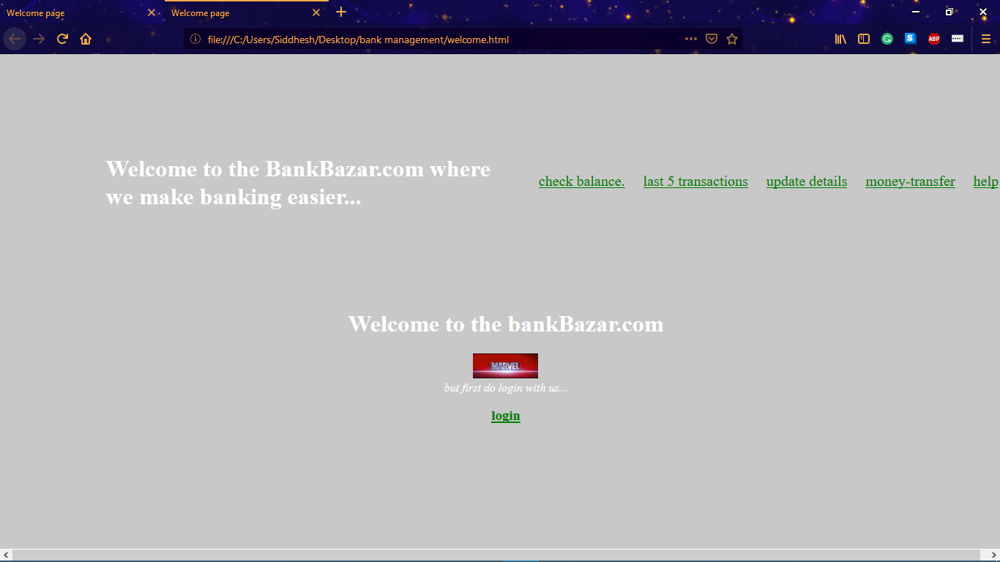 Welcome page
Welcome page
file:///C:/Users/Siddhesh/Desktop/bank management/welcome.html
S
ABP
Welcome to the BankBazar.com where
we make banking easier...
check balance. last 5 transactions update details money-transfer help
Welcome to the bankBazar.com
MARVEL
but first do login with us...
login